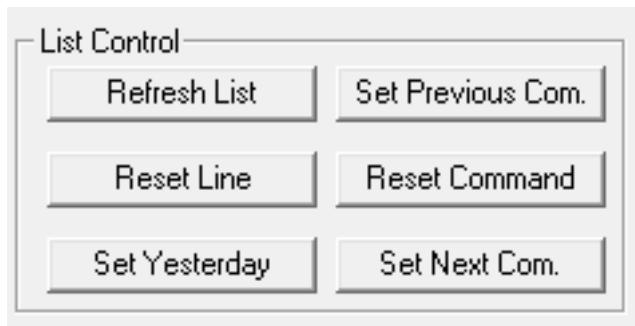 List Control
Refresh List Set Previous Com.
Reset Line Reset Command
Set Yesterday Set Next Com.